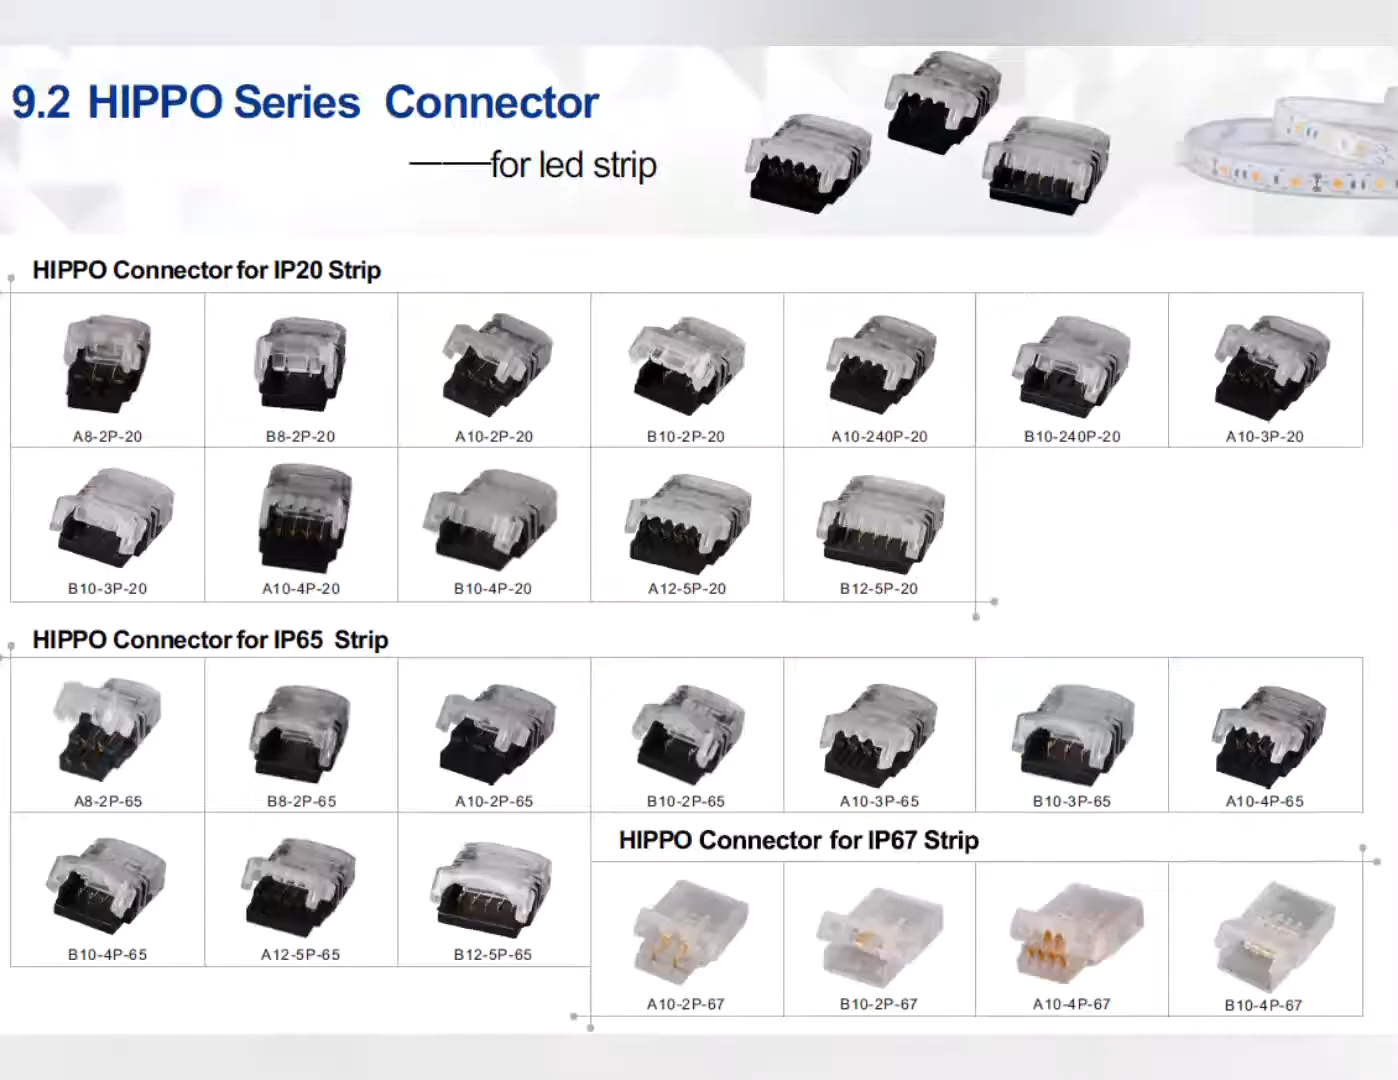 9.2 HIPPO Series Connector
——for led strip
HIPPO Connector for IP20 Strip
A8-2P-20
B8-2P-20
A10-2P-20
B10-2P-20
A10-240P-20
B10-240P-20
A10-3P-20
B10-3P-20
A10-4P-20
B10-4P-20
A12-5P-20
B12-5P-20
HIPPO Connector for IP65 Strip
A8-2P-65
B8-2P-65
A10-2P-65
B10-2P-65
A10-3P-65
B10-3P-65
A10-4P-65
B10-4P-65
A12-5P-65
B12-5P-65
HIPPO Connector for IP67 Strip
A10-2P-67
B10-2P-67
A10-4P-67
B10-4P-67